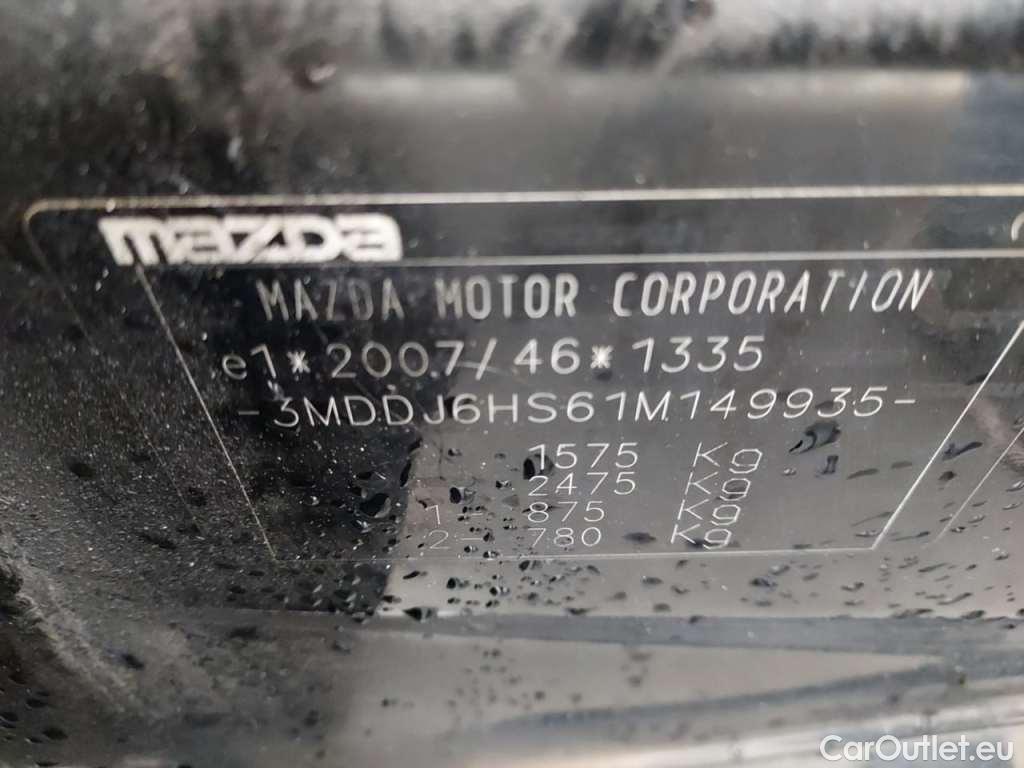 mazda
MAZDA MOTOR CORPORATION
e1*2007/46*1335
-3MDDJ6HS61M149935-
1575 Kg
- 2475 Kg
1 - 875 Kg
2 - 780 Kg
CarOutlet.eu